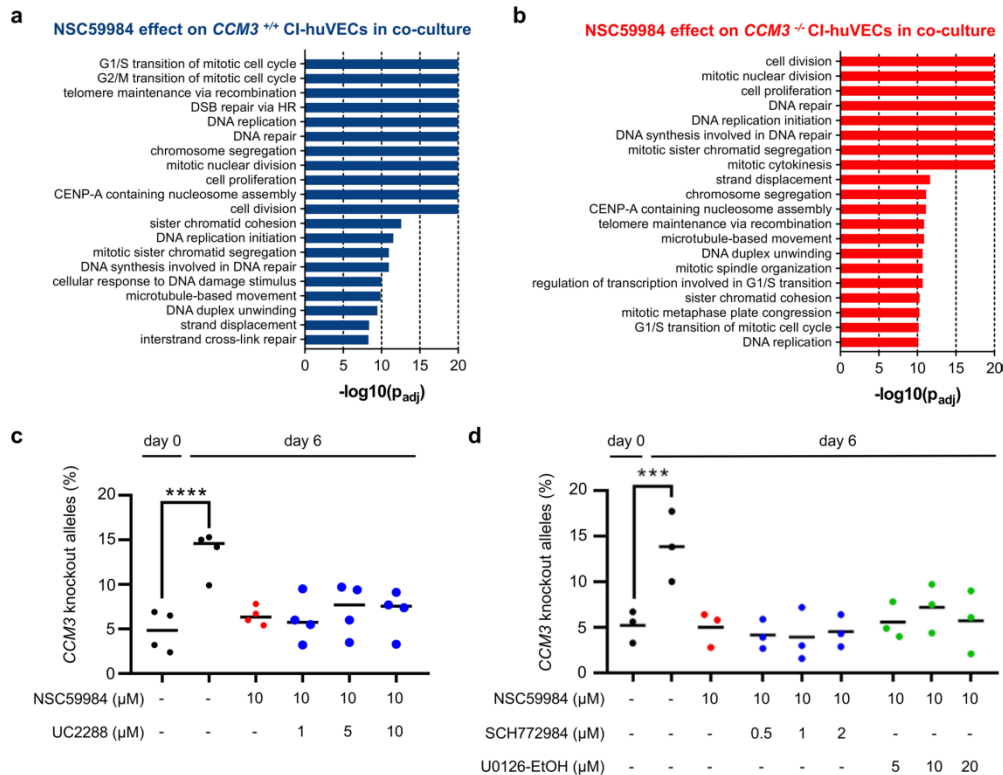 a
NSC59984 effect on CCM3 +/+ CI-huVECs in co-culture
G1/S transition of mitotic cell cycle
G2/M transition of mitotic cell cycle
telomere maintenance via recombination
DSB repair via HR
DNA replication
DNA repair
chromosome segregation
mitotic nuclear division
cell proliferation
CENP-A containing nucleosome assembly
cell division
sister chromatid cohesion
DNA replication initiation
mitotic sister chromatid segregation
DNA synthesis involved in DNA repair
cellular response to DNA damage stimulus
microtubule-based movement
DNA duplex unwinding
strand displacement
interstrand cross-link repair
0 5 10 15 20
-log10(padj)
b
NSC59984 effect on CCM3 -/- CI-huVECs in co-culture
cell division
mitotic nuclear division
cell proliferation
DNA repair
DNA replication initiation
DNA synthesis involved in DNA repair
mitotic sister chromatid segregation
mitotic cytokinesis
strand displacement
chromosome segregation
CENP-A containing nucleosome assembly
telomere maintenance via recombination
microtubule-based movement
DNA duplex unwinding
mitotic spindle organization
regulation of transcription involved in G1/S transition
sister chromatid cohesion
mitotic metaphase plate congression
G1/S transition of mitotic cell cycle
DNA replication
0 5 10 15 20
-log10(padj)
c
day 0 day 6
CCM3 knockout alleles (%)
20
15
10
5
0
****
NSC59984 (µM) - - 10 10 10 10
UC2288 (µM) - - - 1 5 10
d
day 0 day 6
CCM3 knockout alleles (%)
20
15
10
5
0
***
NSC59984 (µM) - - 10 10 10 10 10 10 10
SCH772984 (µM) - - - 0.5 1 2
U0126-EtOH (µM) - - - 5 10 20